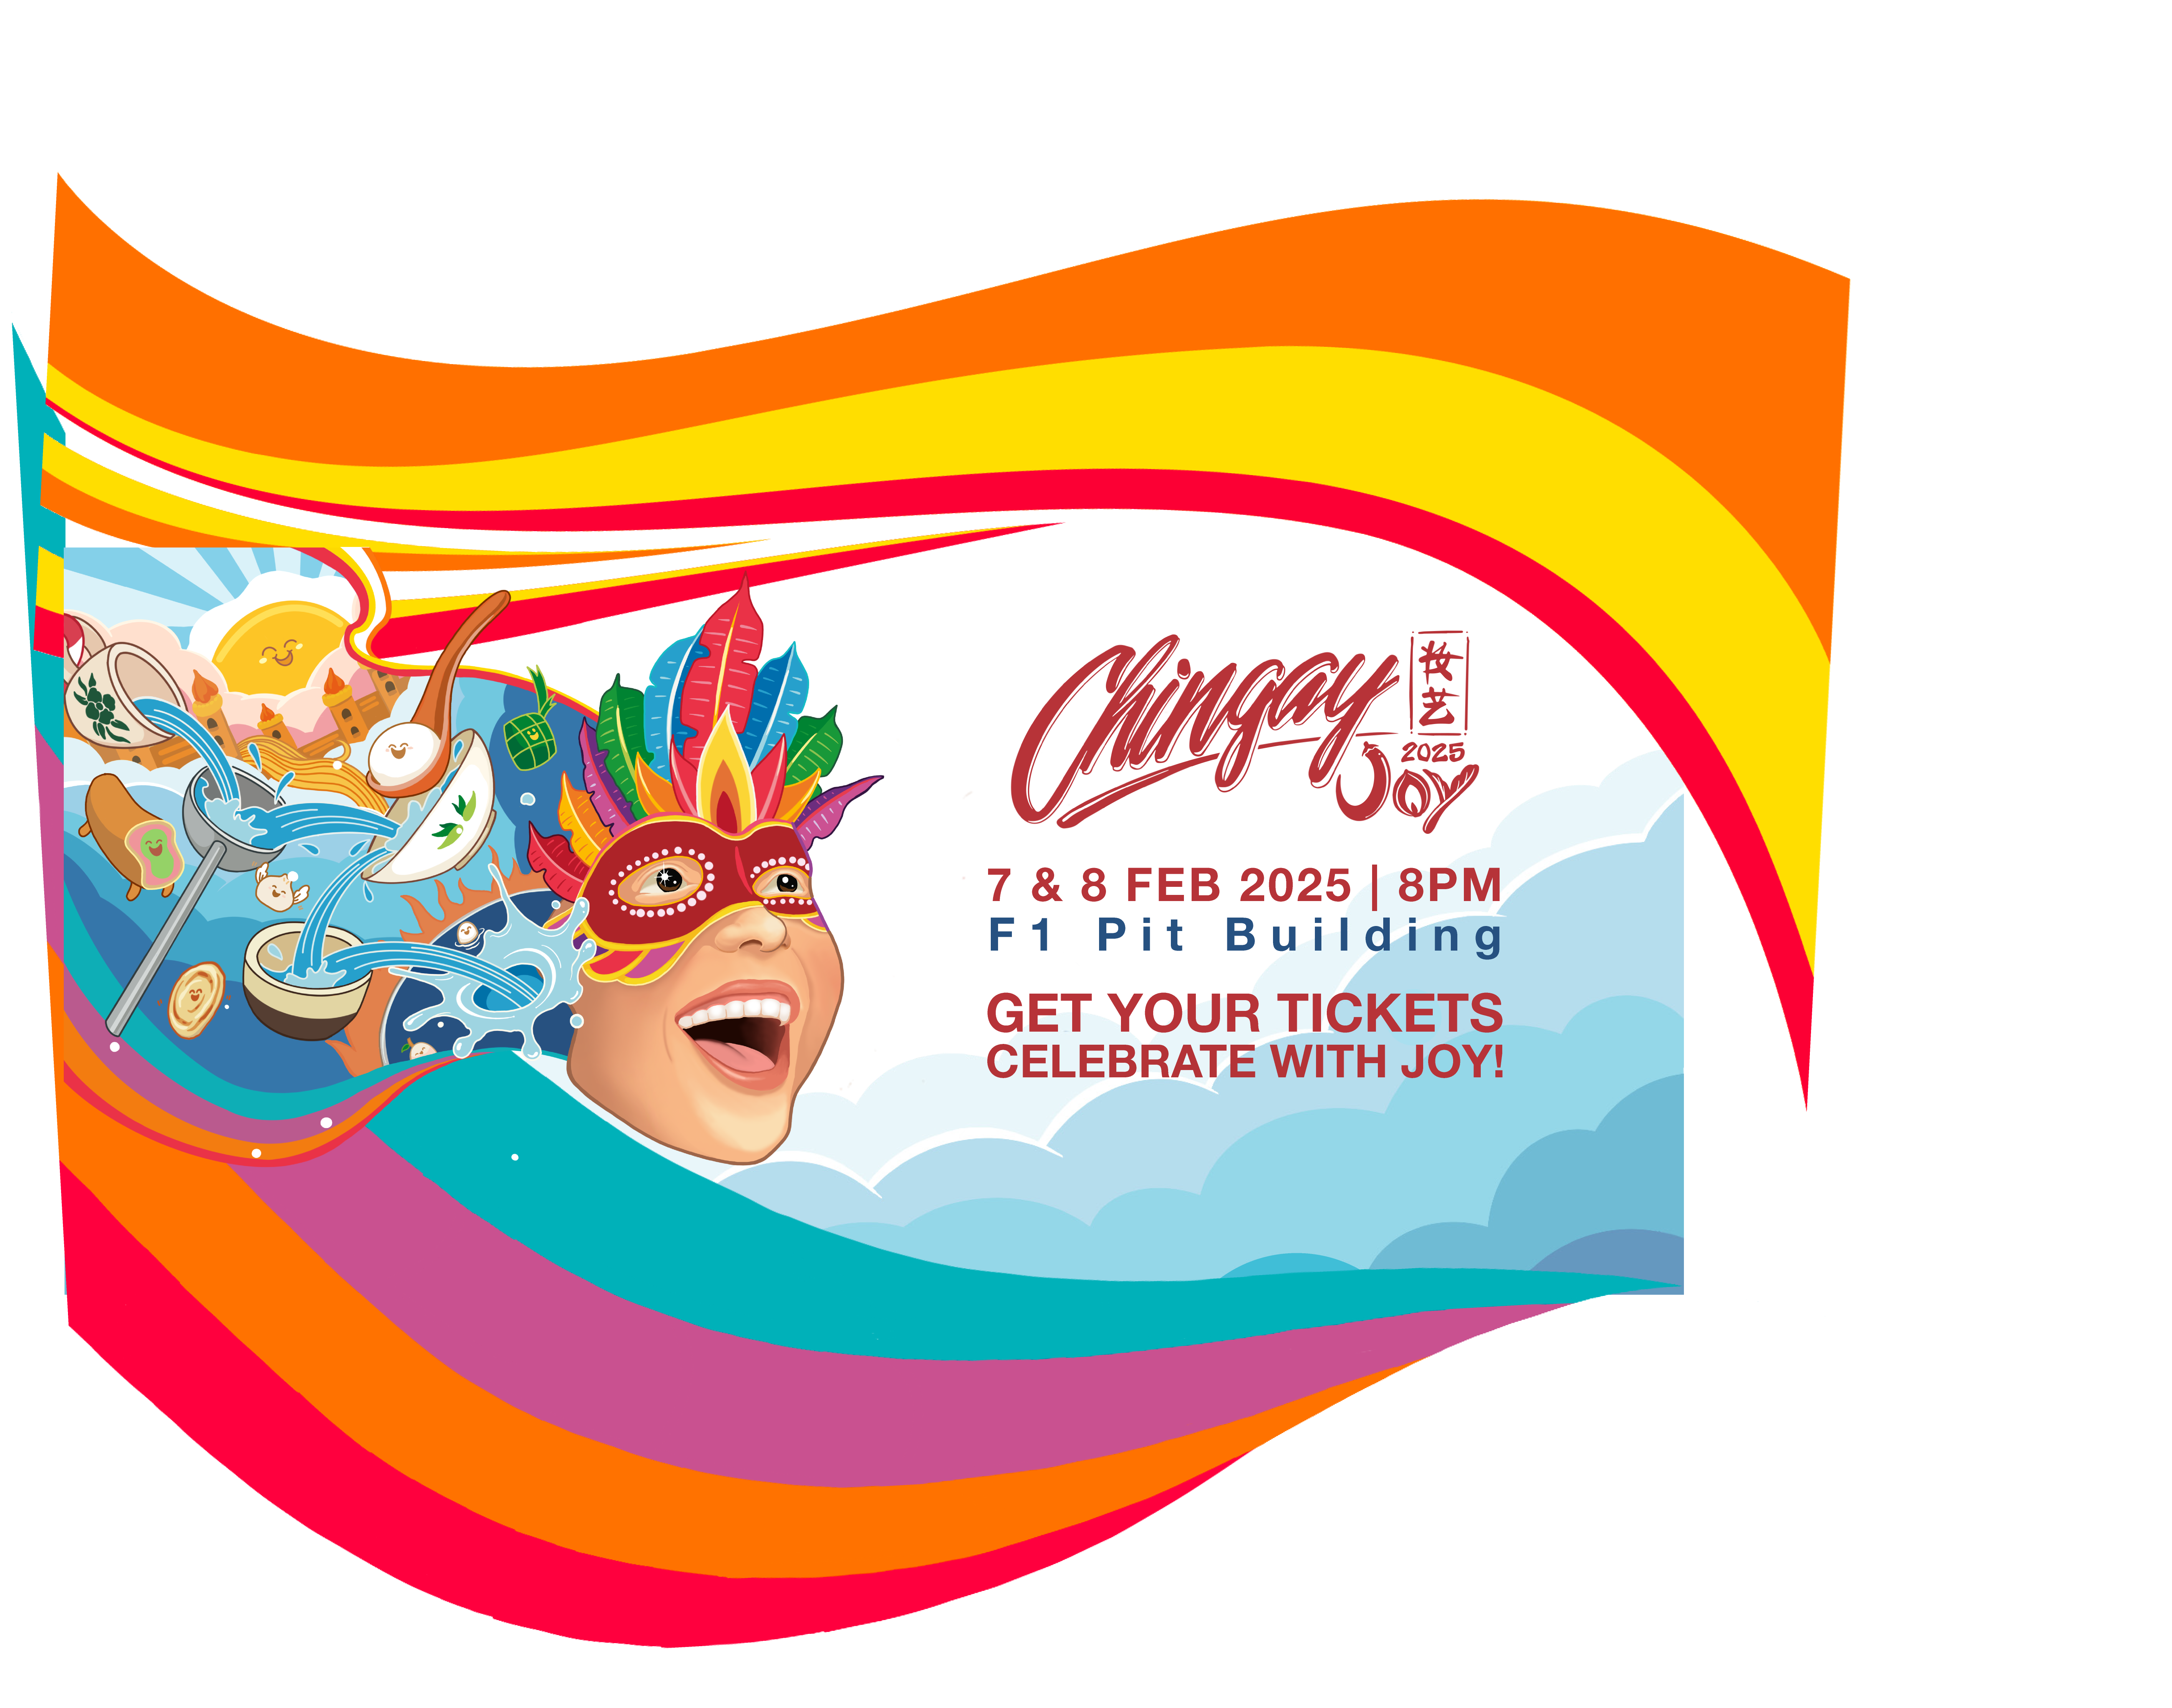 Chingay
妆艺
2025
JOY
7 & 8 FEB 2025 | 8PM
F1 Pit Building
GET YOUR TICKETS
CELEBRATE WITH JOY!